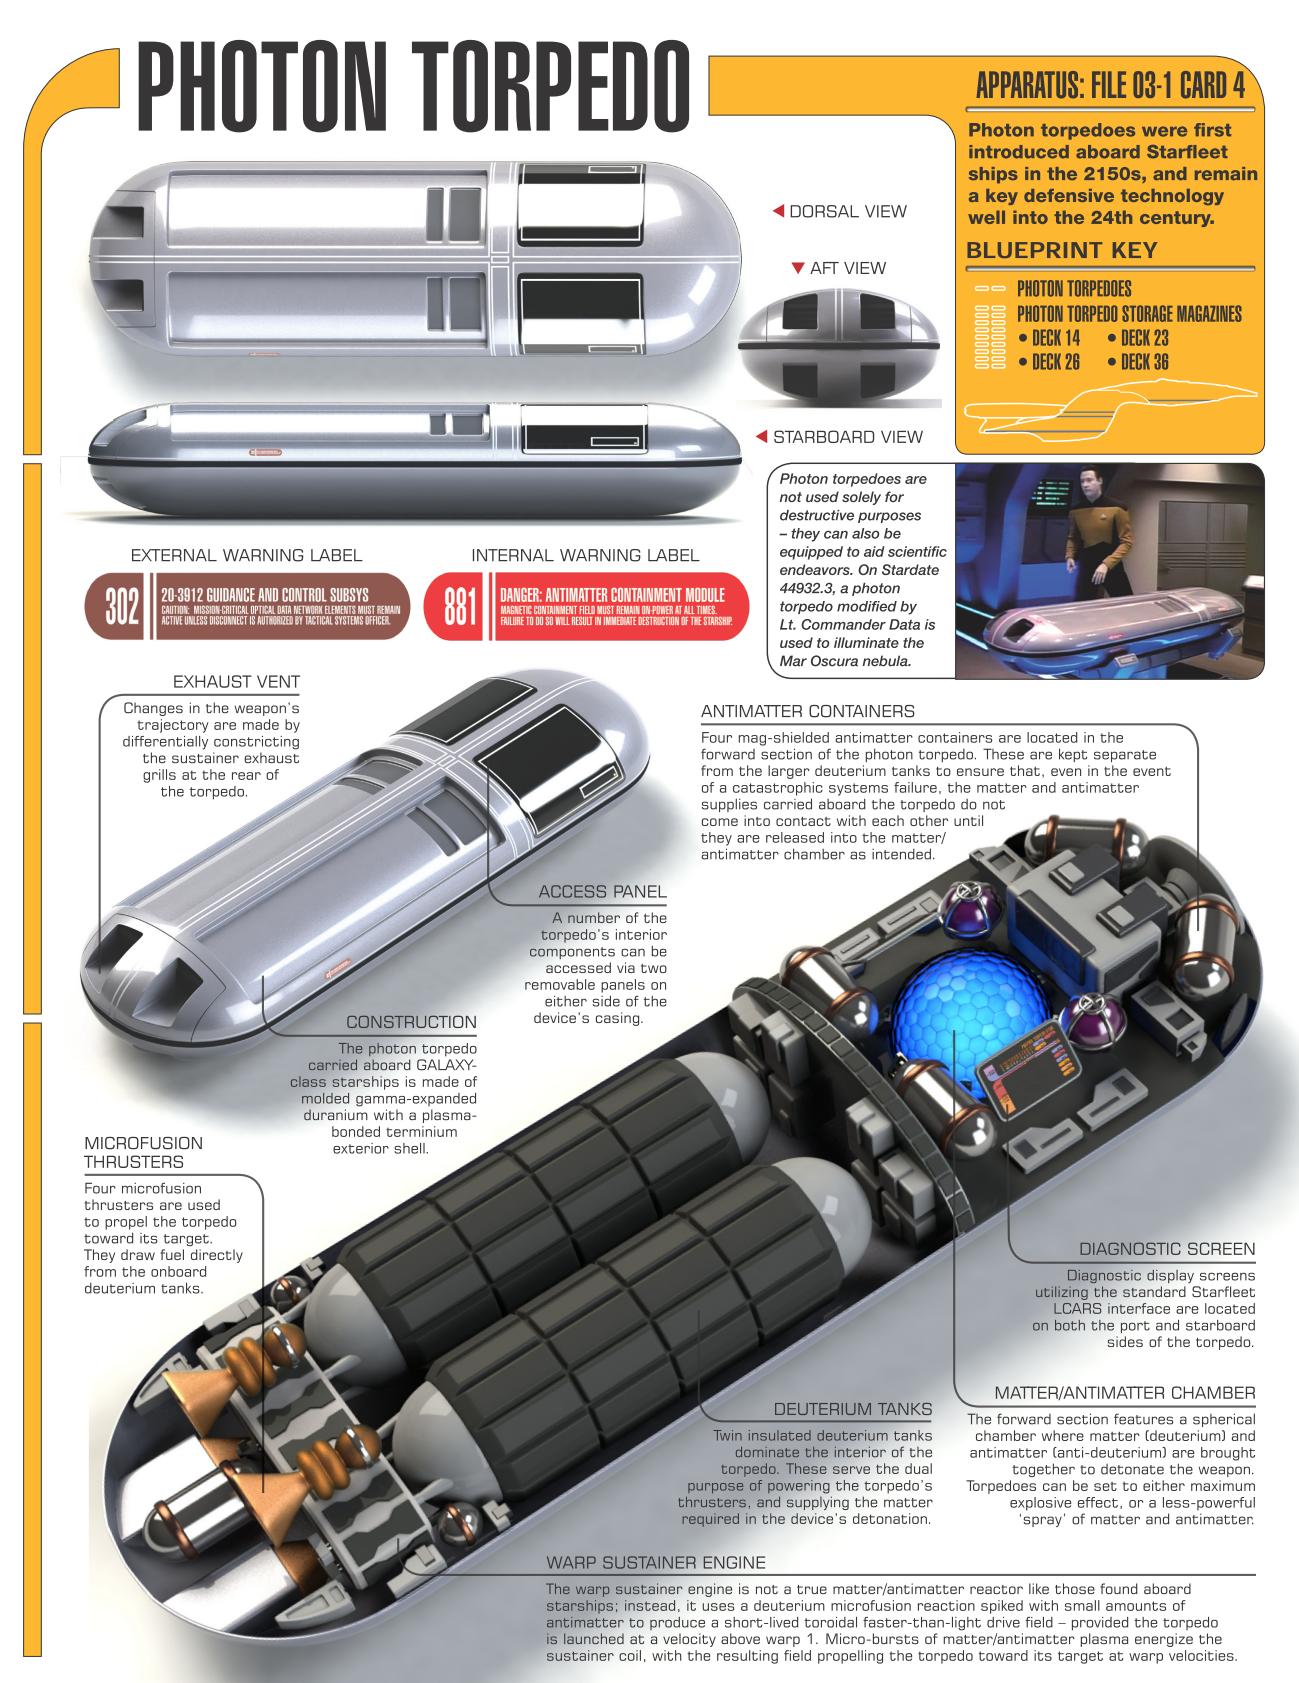 PHOTON TORPEDO
APPARATUS: FILE 03-1 CARD 4
Photon torpedoes were first
introduced aboard Starfleet
ships in the 2150s, and remain
a key defensive technology
well into the 24th century.
BLUEPRINT KEY
PHOTON TORPEDOES
PHOTON TORPEDO STORAGE MAGAZINES
• DECK 14 • DECK 23
• DECK 26 • DECK 36
DORSAL VIEW
AFT VIEW
STARBOARD VIEW
Photon torpedoes are
not used solely for
destructive purposes
– they can also be
equipped to aid scientific
endeavors. On Stardate
44932.3, a photon
torpedo modified by
Lt. Commander Data is
used to illuminate the
Mar Oscura nebula.
EXTERNAL WARNING LABEL
302
20-3912 GUIDANCE AND CONTROL SUBSYS
CAUTION: MISSION-CRITICAL OPTICAL DATA NETWORK ELEMENTS MUST REMAIN
ACTIVE UNLESS DISCONNECT IS AUTHORIZED BY TACTICAL SYSTEMS OFFICER.
INTERNAL WARNING LABEL
881
DANGER: ANTIMATTER CONTAINMENT MODULE
MAGNETIC CONTAINMENT FIELD MUST REMAIN ON-POWER AT ALL TIMES.
FAILURE TO DO SO WILL RESULT IN IMMEDIATE DESTRUCTION OF THE STARSHIP.
EXHAUST VENT
Changes in the weapon's
trajectory are made by
differentially constricting
the sustainer exhaust
grills at the rear of
the torpedo.
ANTIMATTER CONTAINERS
Four mag-shielded antimatter containers are located in the
forward section of the photon torpedo. These are kept separate
from the larger deuterium tanks to ensure that, even in the event
of a catastrophic systems failure, the matter and antimatter
supplies carried aboard the torpedo do not
come into contact with each other until
they are released into the matter/
antimatter chamber as intended.
ACCESS PANEL
A number of the
torpedo's interior
components can be
accessed via two
removable panels on
either side of the
device's casing.
CONSTRUCTION
The photon torpedo
carried aboard GALAXY-
class starships is made of
molded gamma-expanded
duranium with a plasma-
bonded terminium
exterior shell.
MICROFUSION
THRUSTERS
Four microfusion
thrusters are used
to propel the torpedo
toward its target.
They draw fuel directly
from the onboard
deuterium tanks.
DIAGNOSTIC SCREEN
Diagnostic display screens
utilizing the standard Starfleet
LCARS interface are located
on both the port and starboard
sides of the torpedo.
DEUTERIUM TANKS
Twin insulated deuterium tanks
dominate the interior of the
torpedo. These serve the dual
purpose of powering the torpedo's
thrusters, and supplying the matter
required in the device's detonation.
MATTER/ANTIMATTER CHAMBER
The forward section features a spherical
chamber where matter (deuterium) and
antimatter (anti-deuterium) are brought
together to detonate the weapon.
Torpedoes can be set to either maximum
explosive effect, or a less-powerful
'spray' of matter and antimatter.
WARP SUSTAINER ENGINE
The warp sustainer engine is not a true matter/antimatter reactor like those found aboard
starships; instead, it uses a deuterium microfusion reaction spiked with small amounts of
antimatter to produce a short-lived toroidal faster-than-light drive field – provided the torpedo
is launched at a velocity above warp 1. Micro-bursts of matter/antimatter plasma energize the
sustainer coil, with the resulting field propelling the torpedo toward its target at warp velocities.